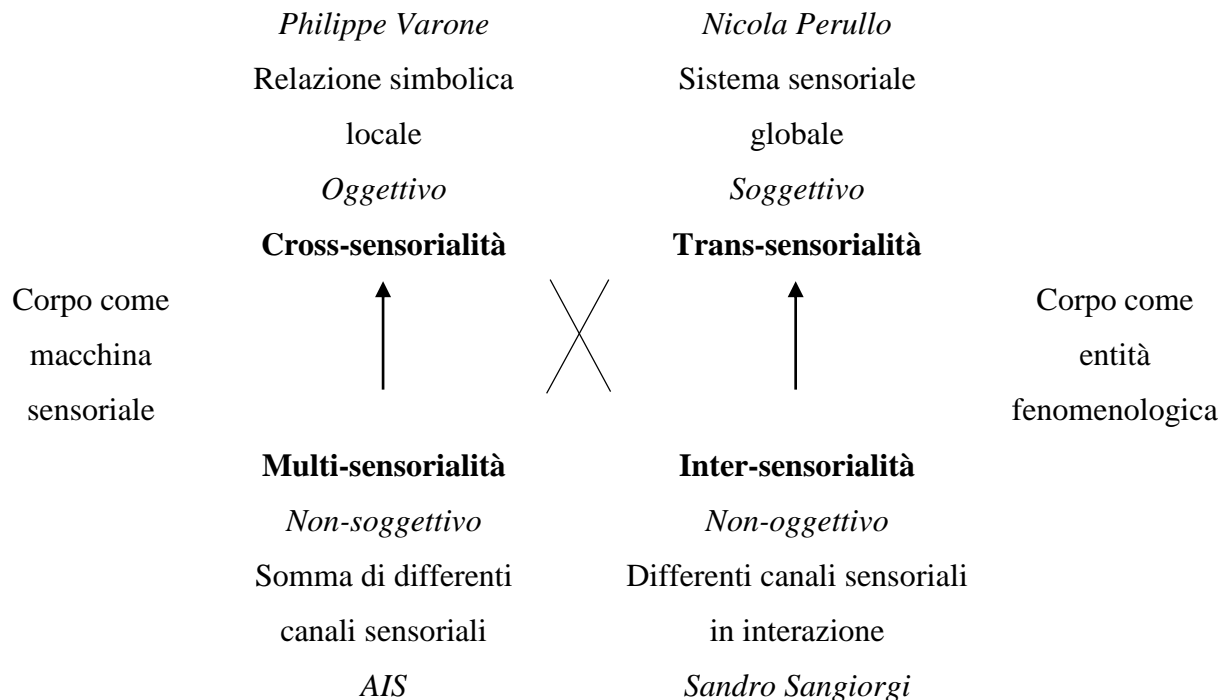 Philippe Varone
Relazione simbolica
locale
Oggettivo
Cross-sensorialità
Nicola Perullo
Sistema sensoriale
globale
Soggettivo
Trans-sensorialità
Corpo come
macchina
sensoriale
Corpo come
entità
fenomenologica
Multi-sensorialità
Non-soggettivo
Somma di differenti
canali sensoriali
AIS
Inter-sensorialità
Non-oggettivo
Differenti canali sensoriali
in interazione
Sandro Sangiorgi